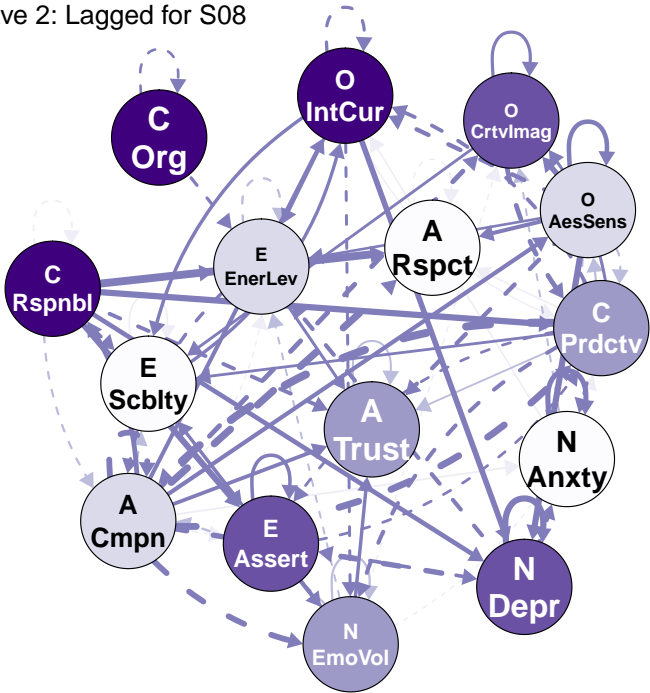 ve 2: Lagged for S08
O
IntCur
O
CrtvImag
C
Org
O
AesSens
A
Rspct
E
EnerLev
C
Rspnbl
C
Prdctv
E
Scblty
A
Trust
N
Anxty
A
Cmpn
E
Assert
N
Depr
N
EmoVol